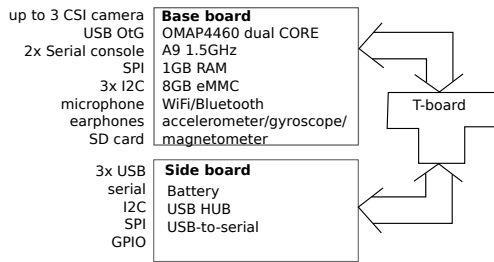 up to 3 CSI camera Base board
USB OtG OMAP4460 dual CORE
2x Serial console A9 1.5GHz
SPI 1GB RAM
3x I2C 8GB eMMC
microphone WiFi/Bluetooth
earphones accelerometer/gyroscope/
SD card magnetometer
T-board
3x USB Side board
serial Battery
I2C USB HUB
SPI USB-to-serial
GPIO